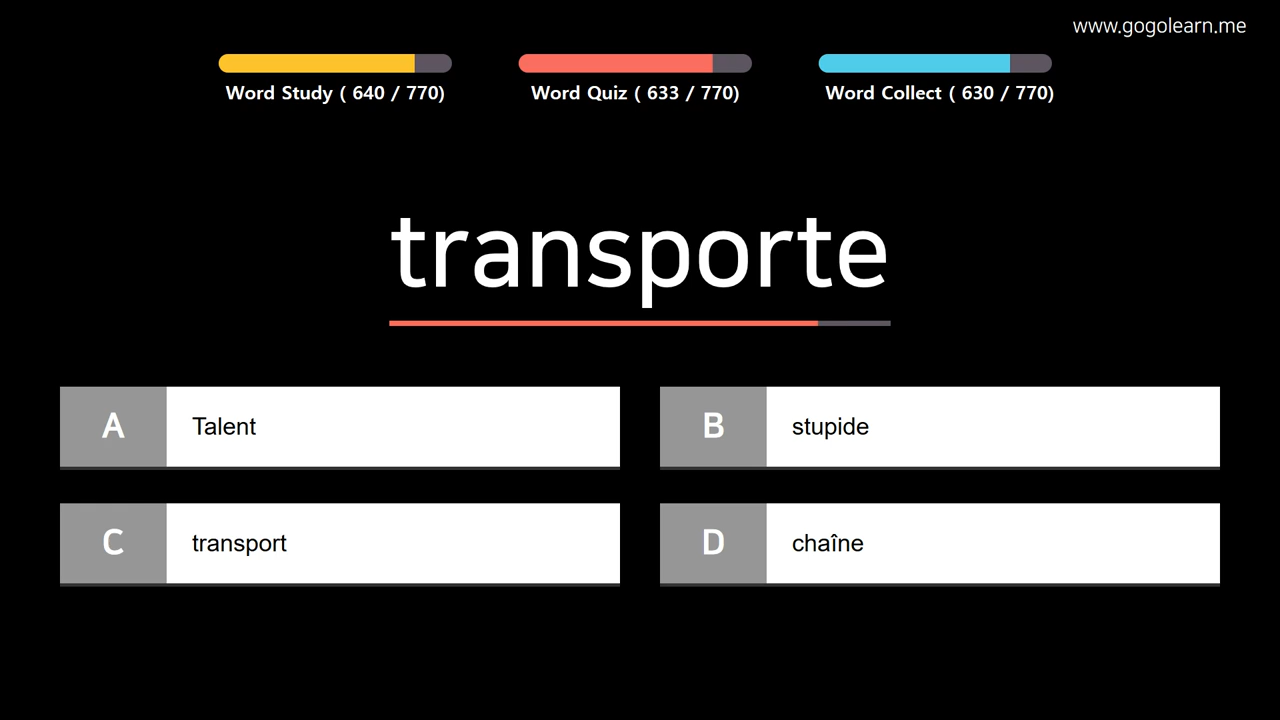 www.gogolearn.me
Word Study ( 640 / 770)
Word Quiz ( 633 / 770)
Word Collect ( 630 / 770)
transporte
A Talent
B stupide
C transport
D chaîne